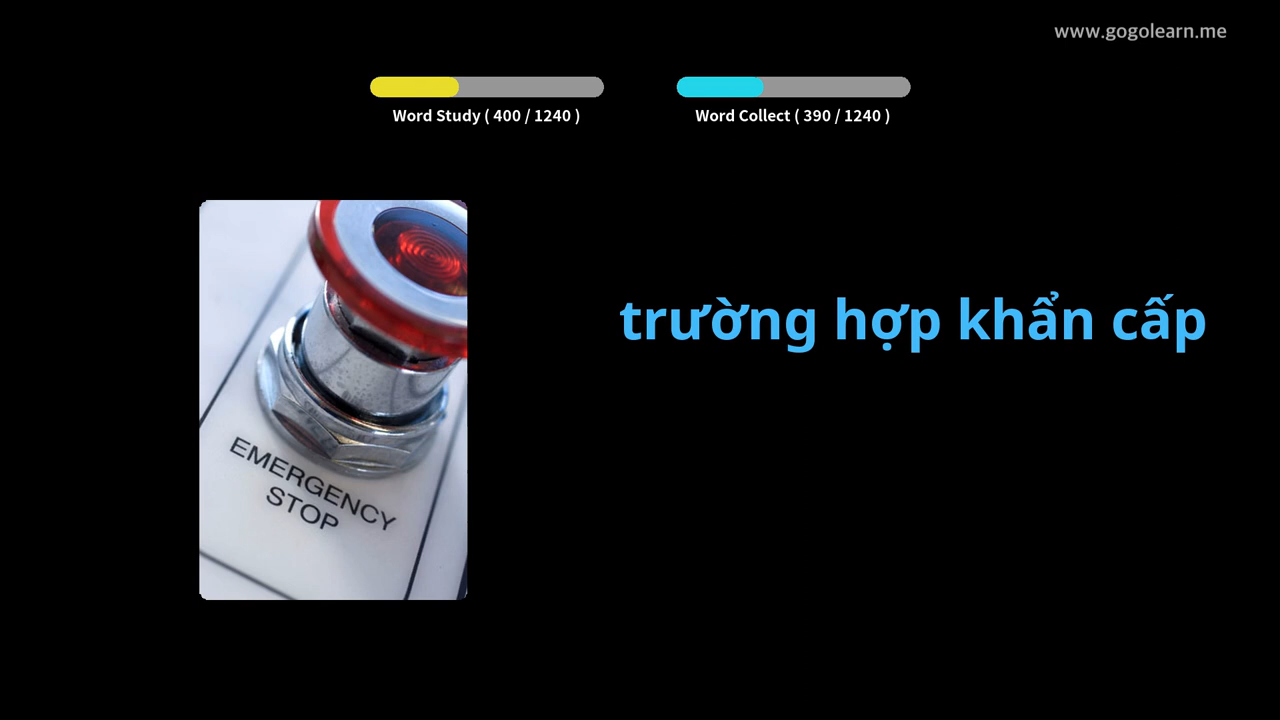 www.gogolearn.me
Word Study ( 400 / 1240 )
Word Collect ( 390 / 1240 )
trường hợp khẩn cấp
EMERGENCY
STOP